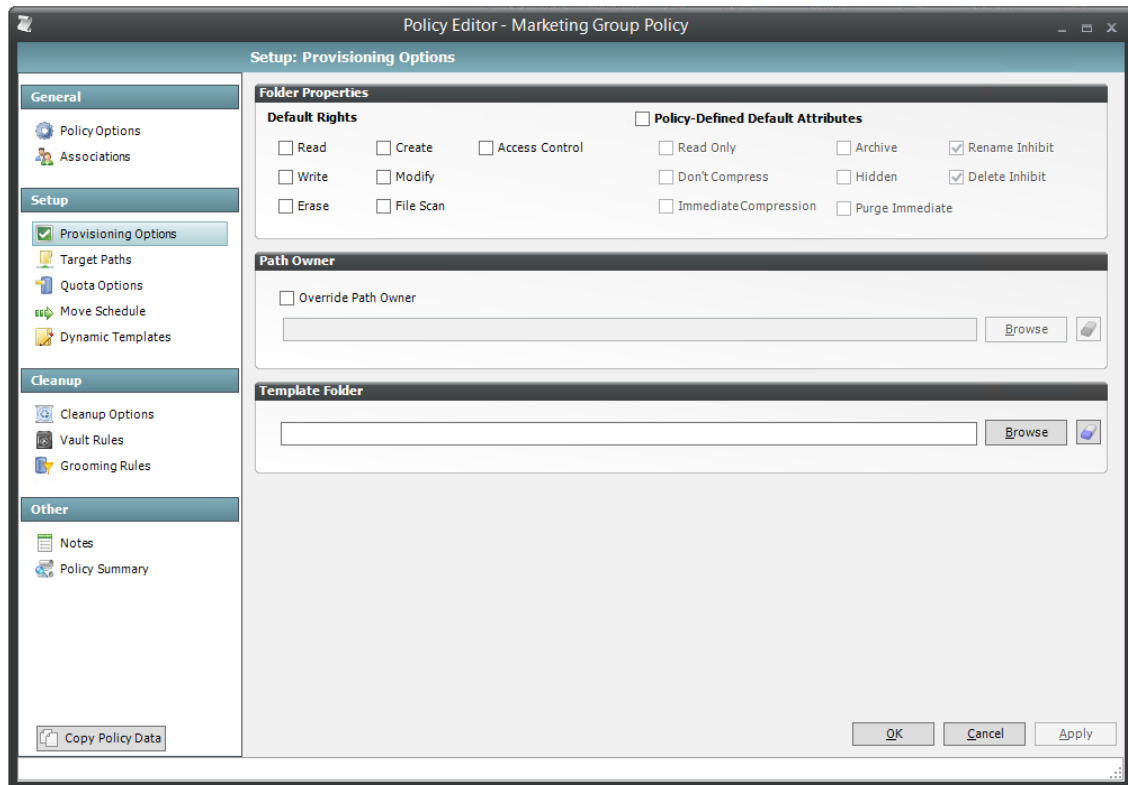 Policy Editor - Marketing Group Policy
Setup: Provisioning Options
General
Policy Options
Associations
Setup
Provisioning Options
Target Paths
Quota Options
Move Schedule
Dynamic Templates
Cleanup
Cleanup Options
Vault Rules
Grooming Rules
Other
Notes
Policy Summary
Copy Policy Data
Folder Properties
Default Rights
Policy-Defined Default Attributes
Read Create Access Control Read Only Archive Rename Inhibit
Write Modify Don't Compress Hidden Delete Inhibit
Erase File Scan Immediate Compression Purge Immediate
Path Owner
Override Path Owner
Browse
Template Folder
Browse
OK Cancel Apply